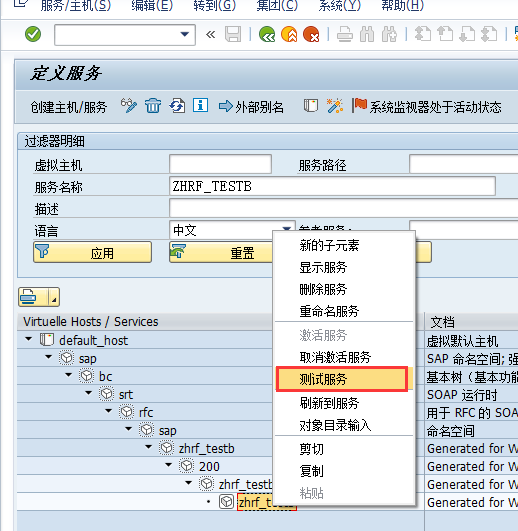 服务/主机(S) 编辑(E) 转到(G) 集团(C) 系统(Y) 帮助(H)
定义服务
创建主机/服务 外部别名 系统监视器处于活动状态
过滤器明细
虚拟主机 服务路径
服务名称 ZHRF_TESTB
描述
语言 中文 参考服务:
应用 重置
新的子元素
显示服务
删除服务
重命名服务
激活服务
取消激活服务
测试服务
刷新到服务
对象目录输入
剪切
复制
粘贴
Virtuelle Hosts / Services 文档
default_host 虚拟默认主机
sap SAP 命名空间; 强
bc 基本树 (基本功能
srt SOAP 运行时
rfc 用于 RFC 的 SOA
sap 命名空间
zhrf_testb Generated for W
200 Generated for W
zhrf_testb Generated for W
zhrf_testb Generated for W